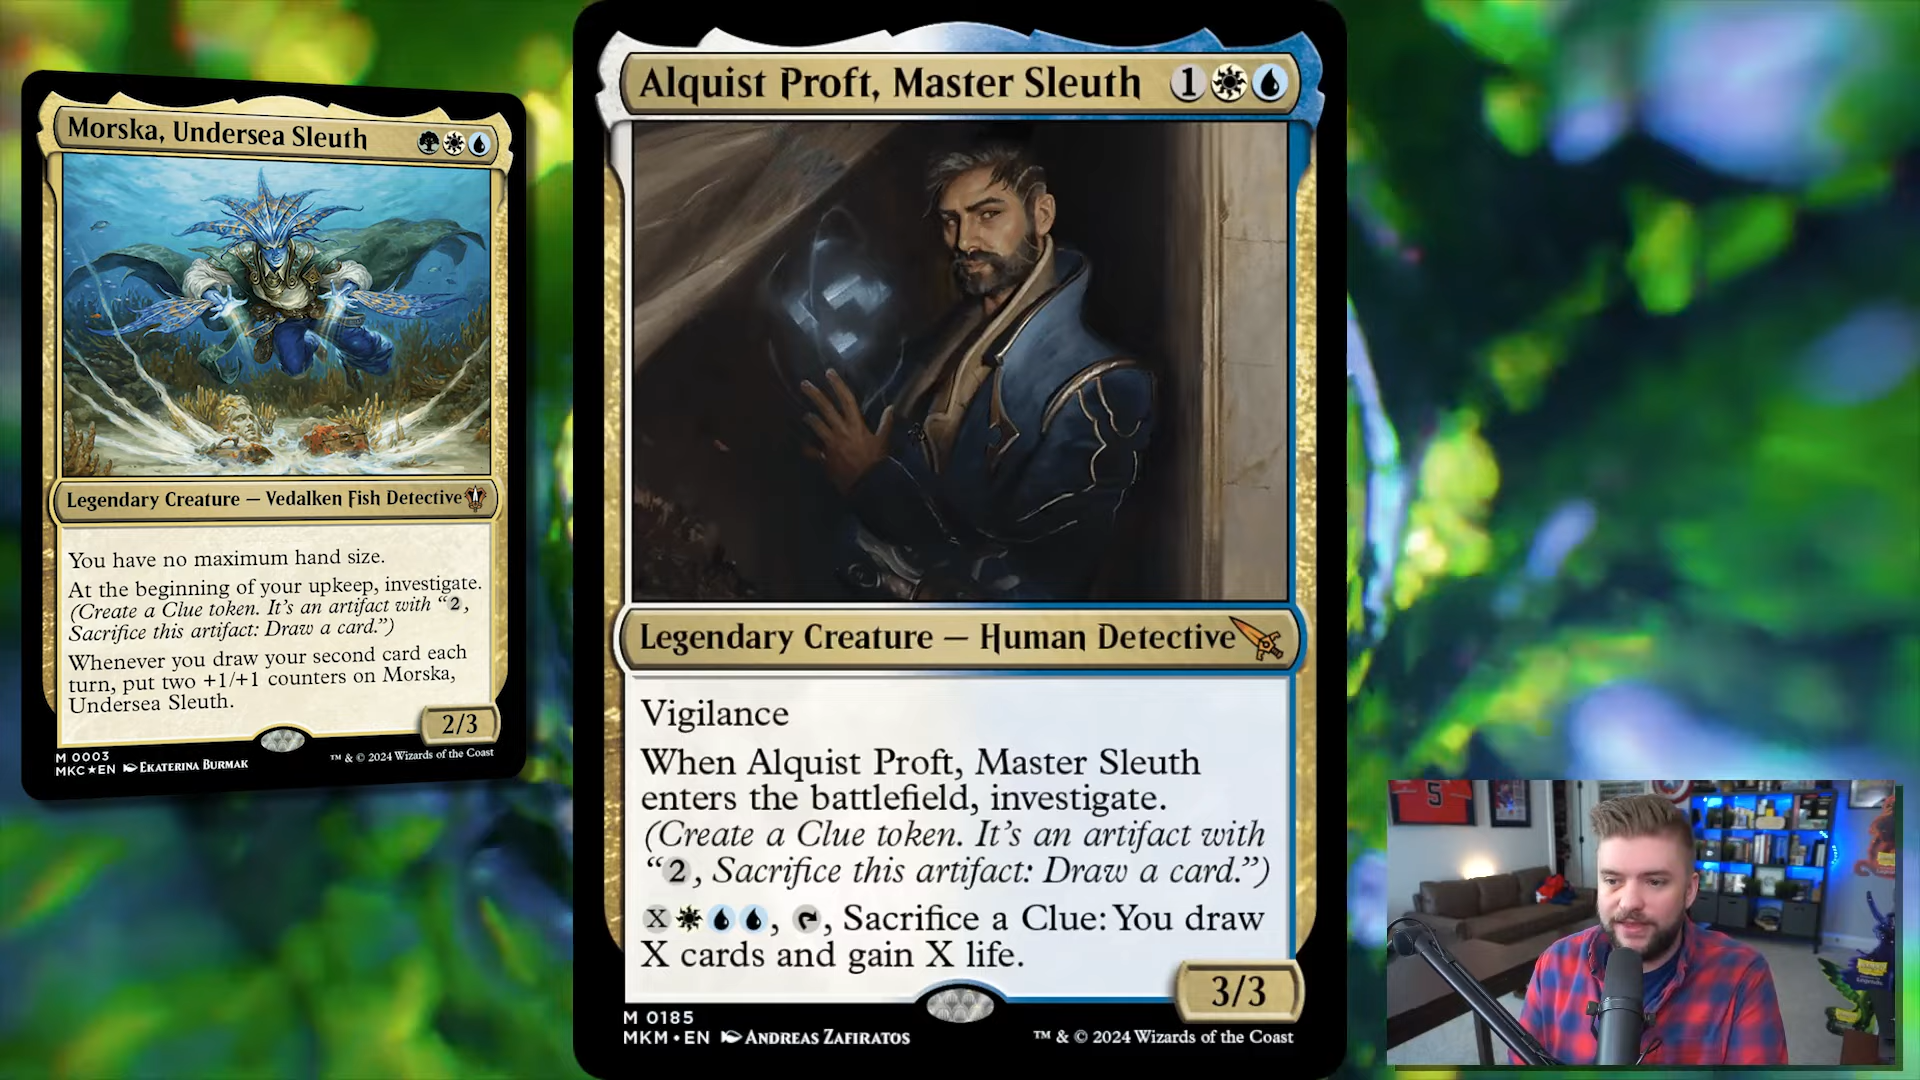 Morska, Undersea Sleuth
Legendary Creature — Vedalken Fish Detective
You have no maximum hand size.
At the beginning of your upkeep, investigate.
(Create a Clue token. It's an artifact with “2,
Sacrifice this artifact: Draw a card.”)
Whenever you draw your second card each
turn, put two +1/+1 counters on Morska,
Undersea Sleuth.
2/3
M 0003
MKC★EN EKATERINA BURMAK
™ & © 2024 Wizards of the Coast
Alquist Proft, Master Sleuth 1
Legendary Creature — Human Detective
Vigilance
When Alquist Proft, Master Sleuth
enters the battlefield, investigate.
(Create a Clue token. It's an artifact with
“2, Sacrifice this artifact: Draw a card.”)
X, Sacrifice a Clue: You draw
X cards and gain X life.
3/3
M 0185
MKM • EN ANDREAS ZAFIRATOS
™ & © 2024 Wizards of the Coast
5